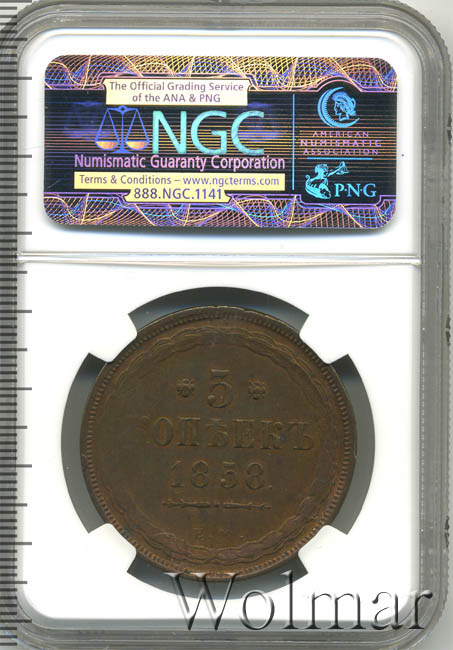 The Official Grading Service
of the ANA & PNG
NGC
Numismatic Guaranty Corporation
Terms & Conditions – www.ngcterms.com
888.NGC.1141
AMERICAN
NUMISMATIC
ASSOCIATION
PNG
5
КОПѢЕКЪ
1858.
Wolmar